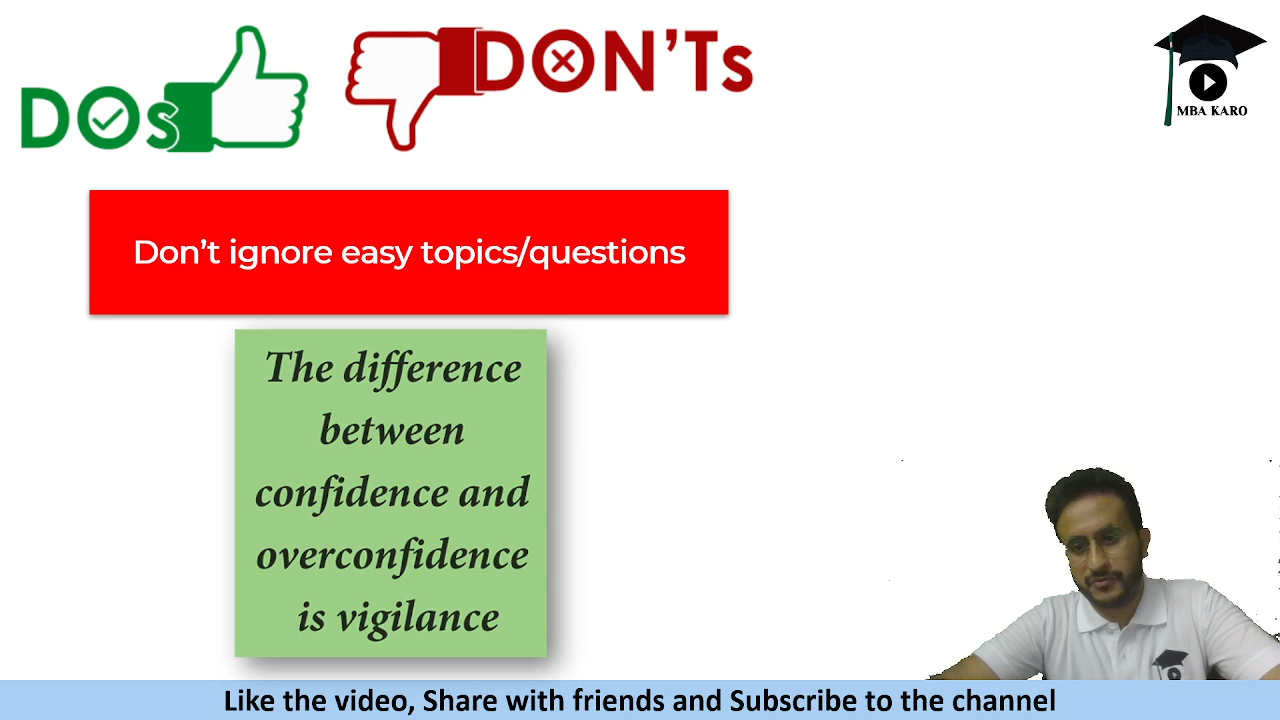 DOs
DON'Ts
MBA KARO
Don't ignore easy topics/questions
The difference
between
confidence and
overconfidence
is vigilance
Like the video, Share with friends and Subscribe to the channel